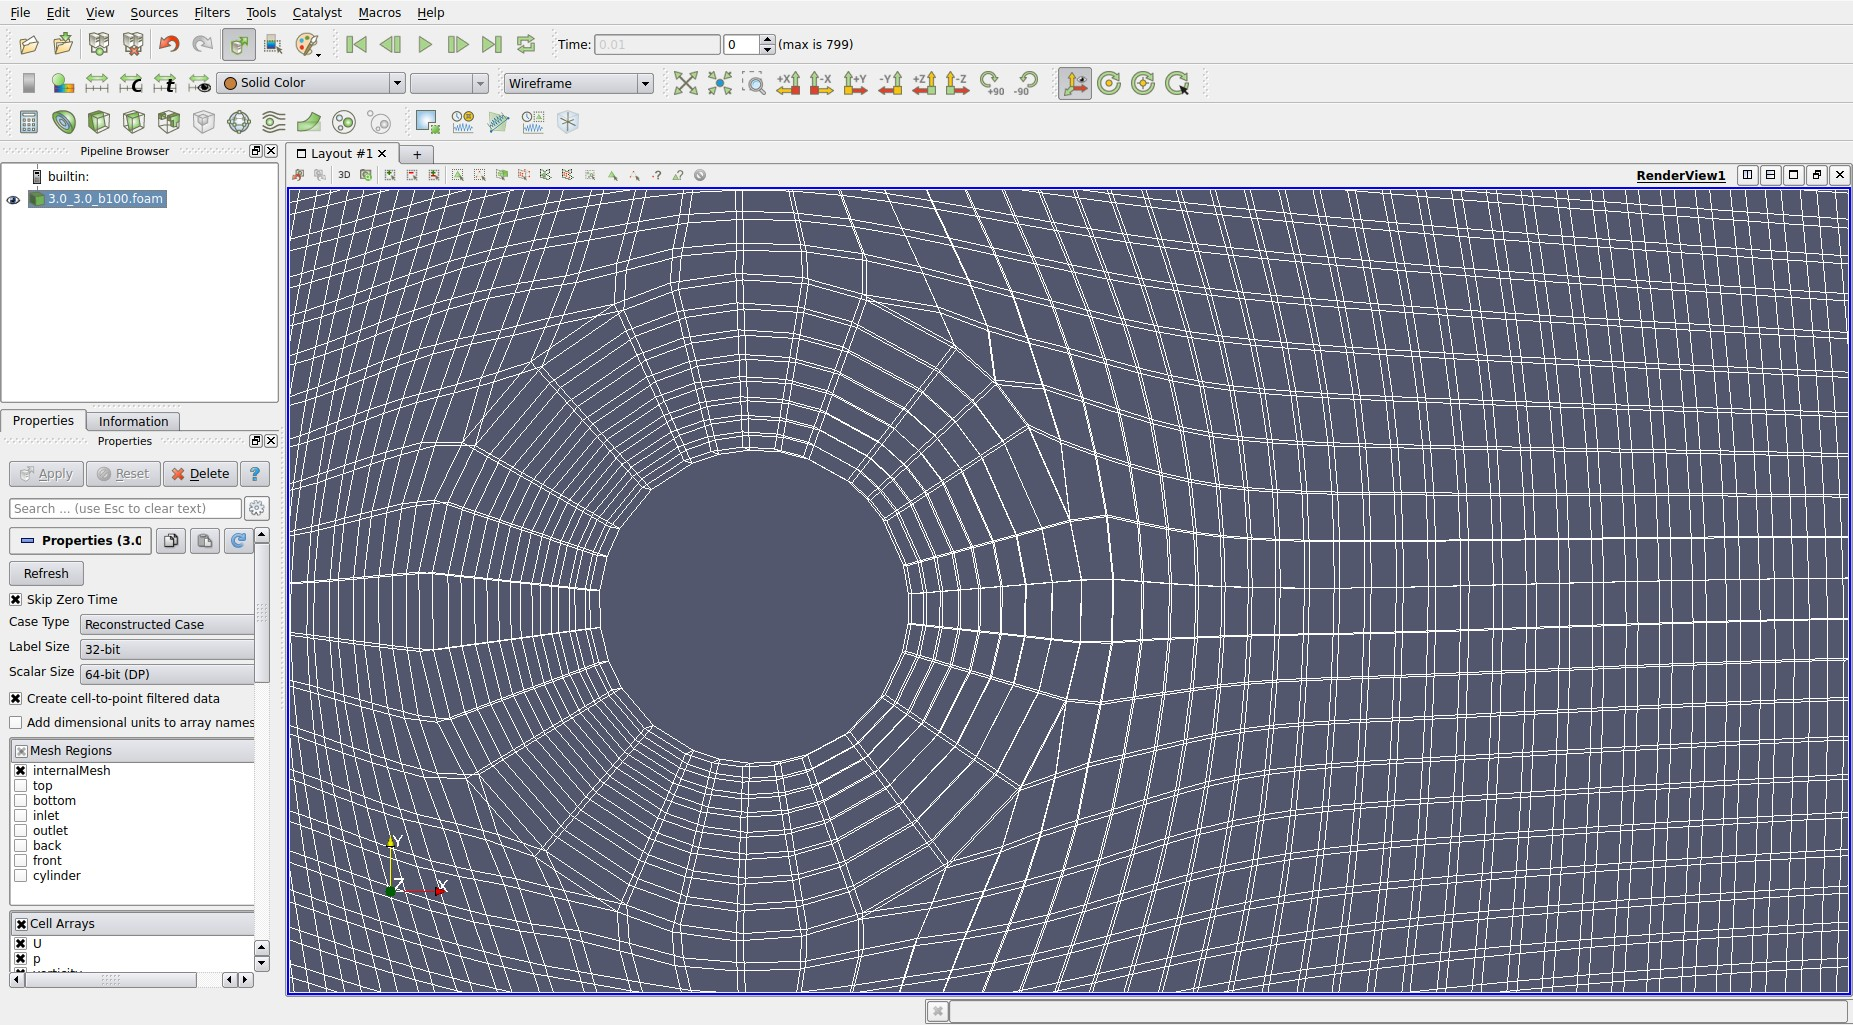 File Edit View Sources Filters Tools Catalyst Macros Help
Time: 0.01 0 (max is 799)
Solid Color Wireframe +X -X +Y -Y +Z -Z +90 -90
Pipeline Browser
Layout #1
builtin:
3D RenderView1
3.0_3.0_b100.foam
Properties Information
Properties
Apply Reset Delete ?
Search ... (use Esc to clear text)
Properties (3.0
Refresh
Skip Zero Time
Case Type Reconstructed Case
Label Size 32-bit
Scalar Size 64-bit (DP)
Create cell-to-point filtered data
Add dimensional units to array names
Mesh Regions
internalMesh
top
bottom
inlet
outlet
back
front
cylinder
Y
Z X
Cell Arrays
U
p